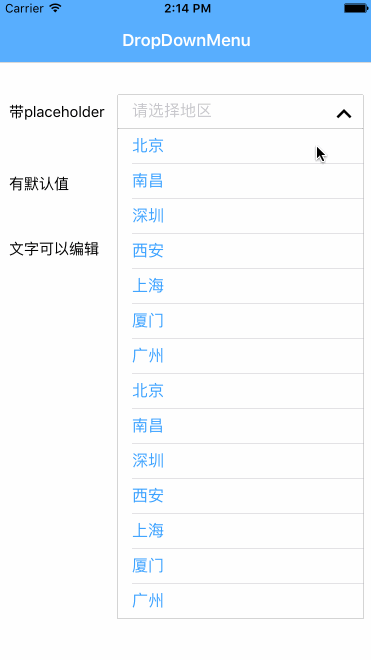 Carrier 2:14 PM
DropDownMenu
带placeholder 请选择地区
北京
有默认值 南昌
深圳
文字可以编辑 西安
上海
厦门
广州
北京
南昌
深圳
西安
上海
厦门
广州